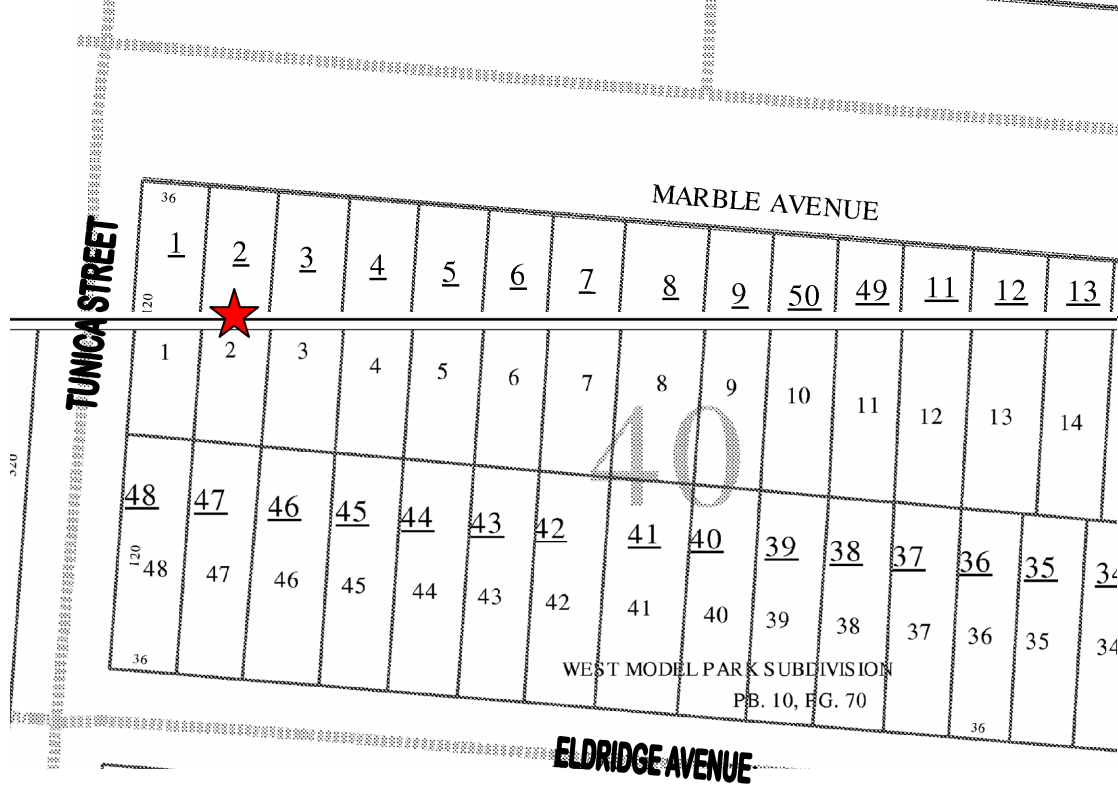 MARBLE AVENUE
36
1 2 3 4 5 6 7 8 9 50 49 11 12 13
120
TUNICA STREET
1 2 3 4 5 6 7 8 9 10 11 12 13 14
40
320
48 47 46 45 44 43 42 41 40 39 38 37 36 35 34
120
48 47 46 45 44 43 42 41 40 39 38 37 36 35 34
36
WEST MODEL PARK SUBDIVISION
PB. 10, PG. 70
36
ELDRIDGE AVENUE